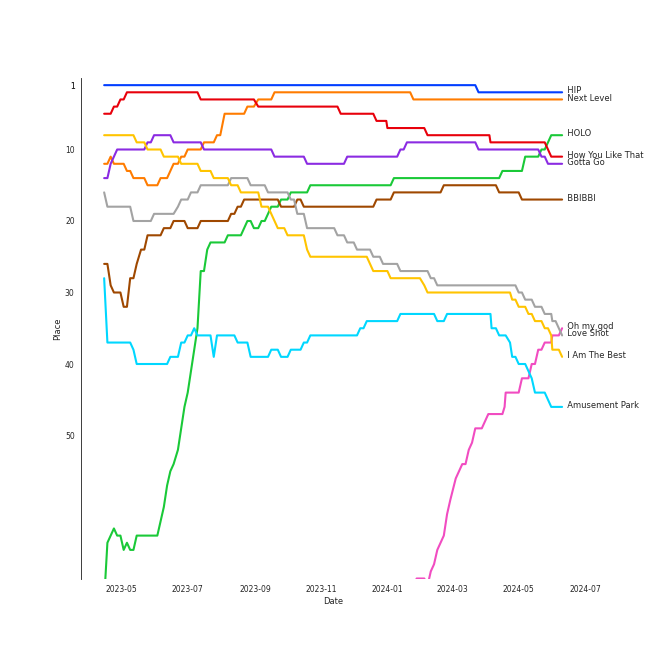 1
10
20
30
40
50
Place
2023-05
2023-07
2023-09
2023-11
2024-01
2024-03
2024-05
2024-07
Date
HIP
Next Level
HOLO
How You Like That
Gotta Go
BBIBBI
Oh my god
Love Shot
I Am The Best
Amusement Park